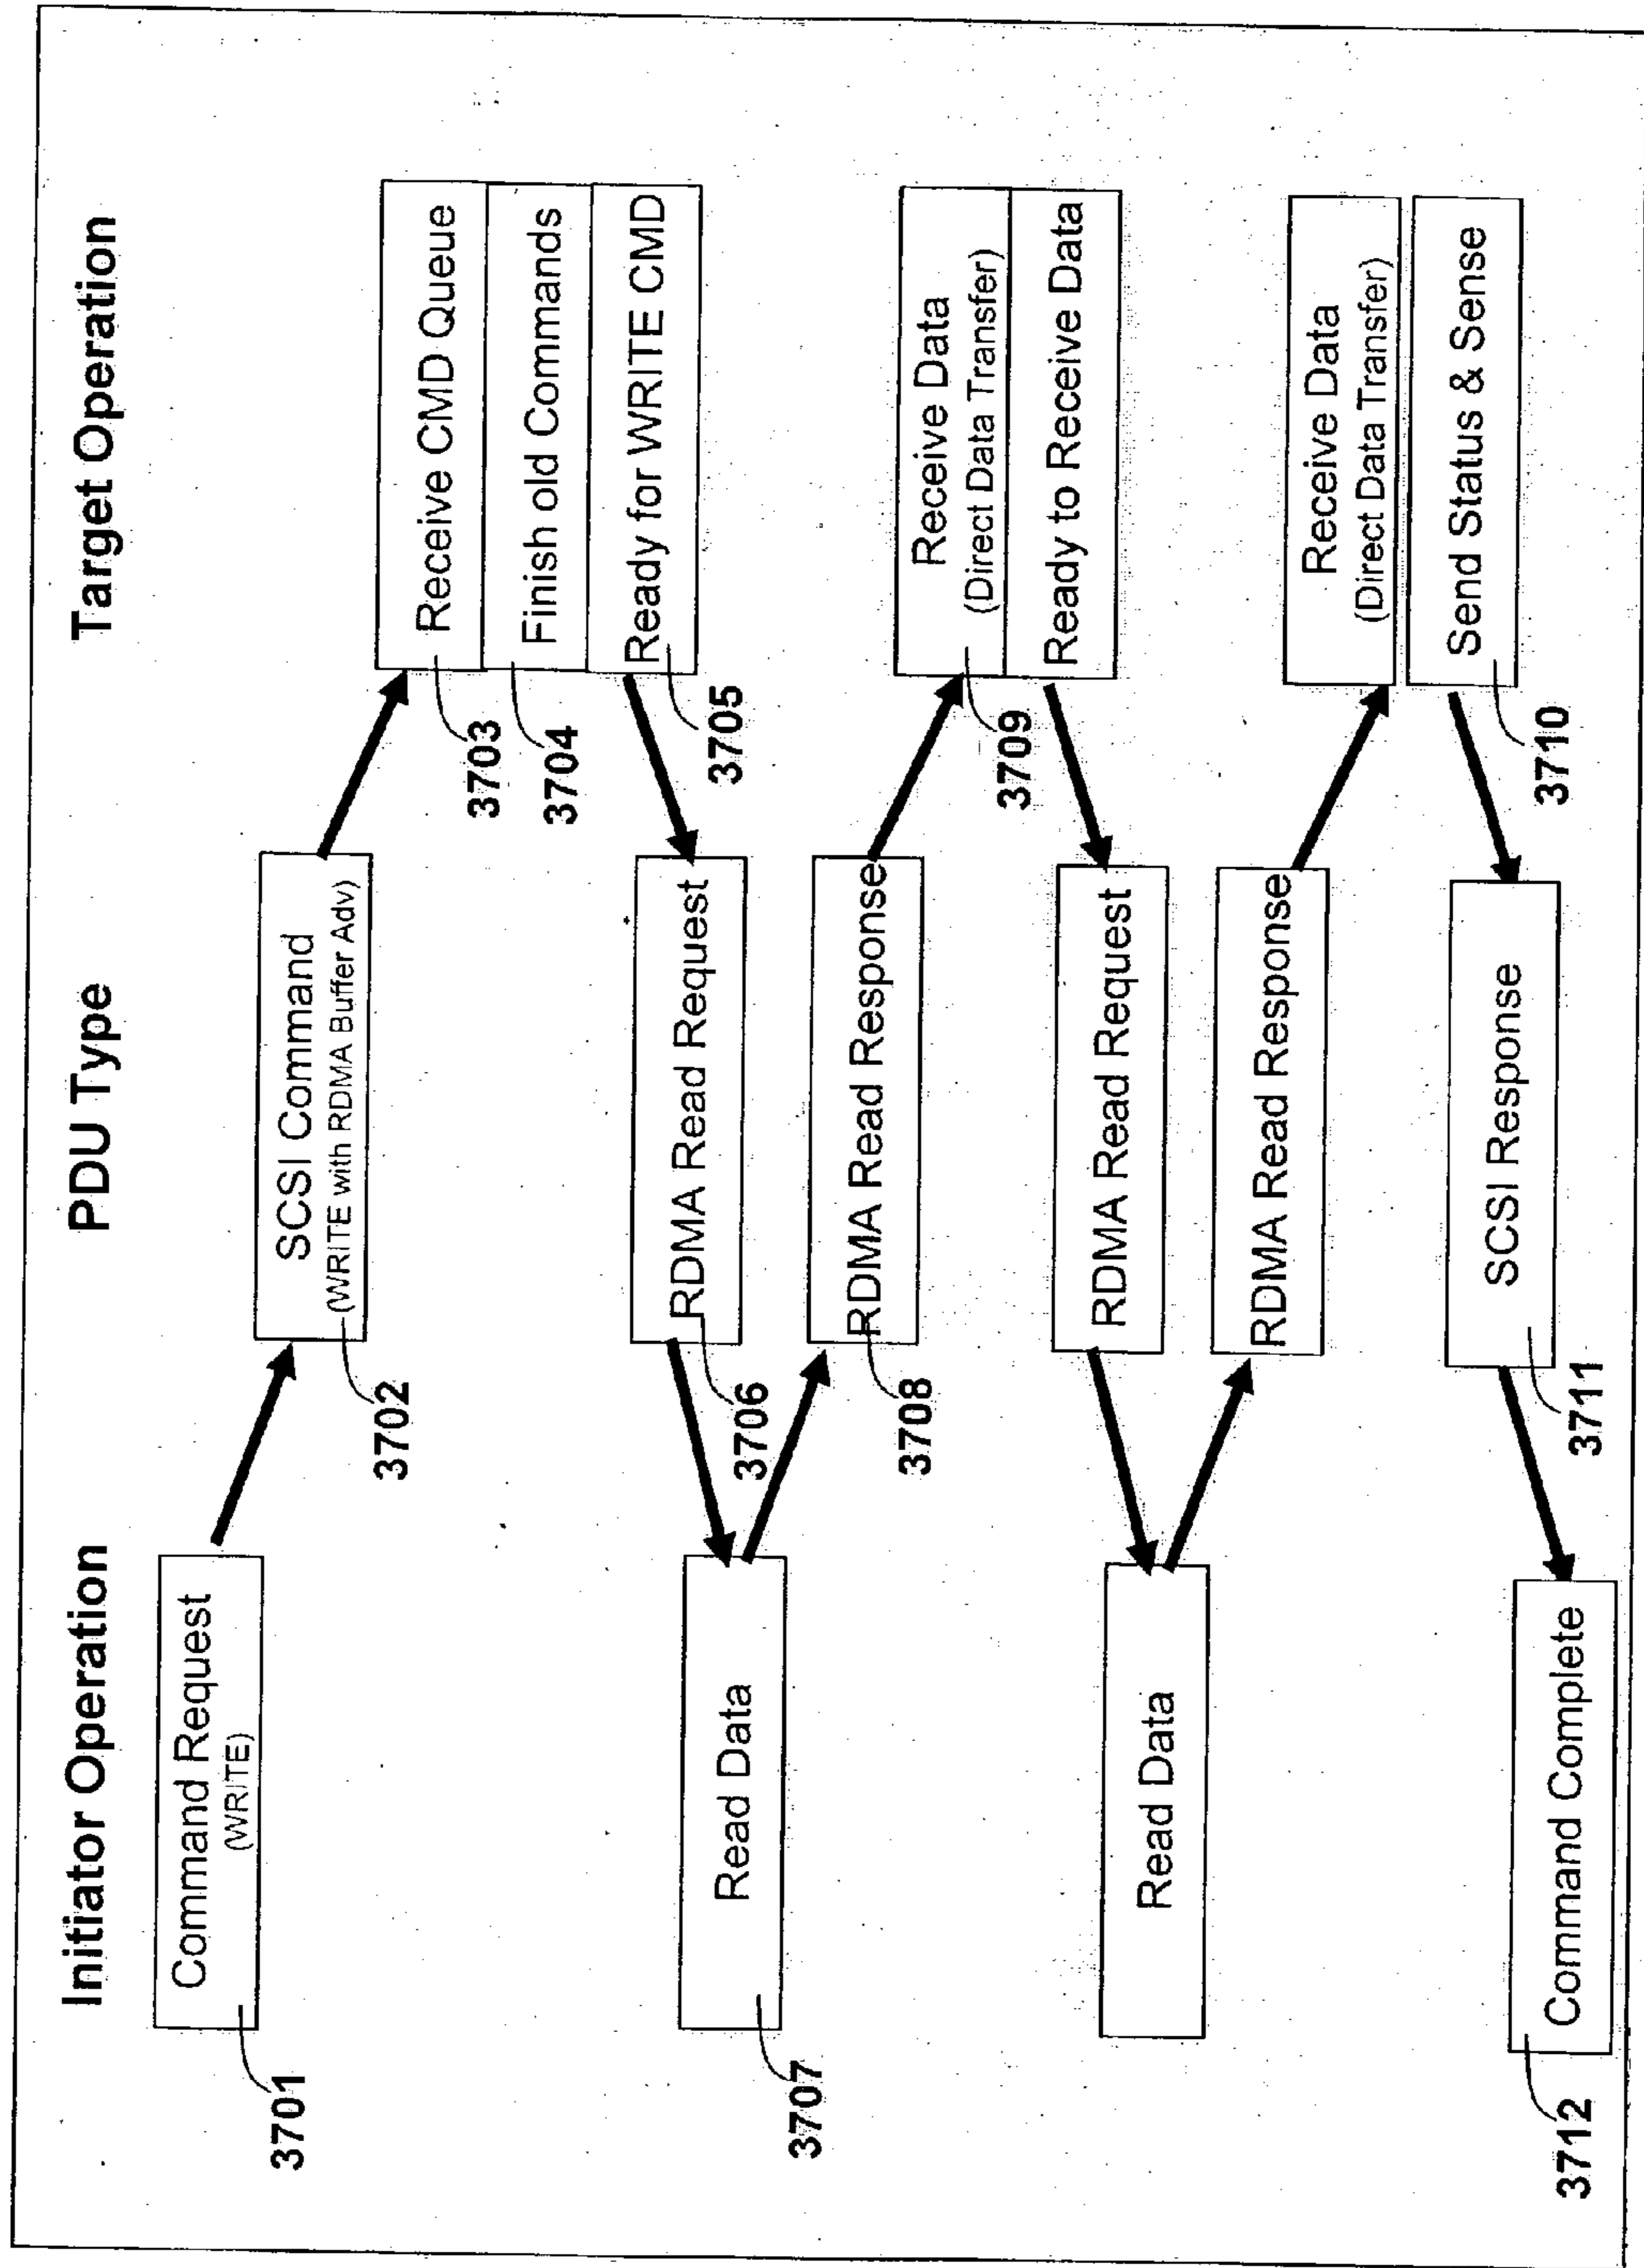 Initiator Operation
PDU Type
Target Operation
Command Request
(WRITE)
3701
SCSI Command
(WRITE with RDMA Buffer Adv)
3702
Receive CMD Queue
3703
Finish old Commands
3704
Ready for WRITE CMD
3705
RDMA Read Request
3706
Read Data
3707
RDMA Read Response
3708
Receive Data
(Direct Data Transfer)
3709
Ready to Receive Data
RDMA Read Request
Read Data
RDMA Read Response
Receive Data
(Direct Data Transfer)
Send Status & Sense
3710
SCSI Response
3711
Command Complete
3712